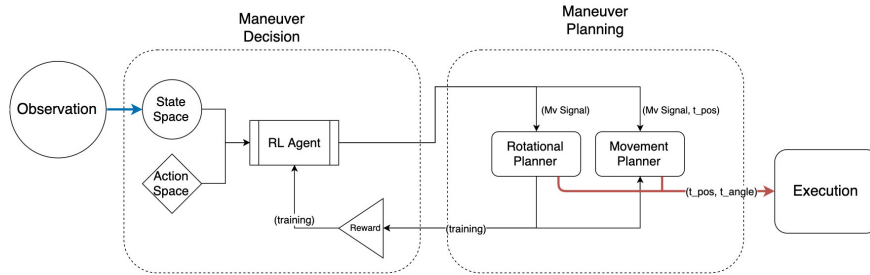 Maneuver
Decision
Maneuver
Planning
Observation
State
Space
Action
Space
RL Agent
(training)
Reward
(training)
(Mv Signal)
(Mv Signal, t_pos)
Rotational
Planner
Movement
Planner
(t_pos, t_angle)
Execution